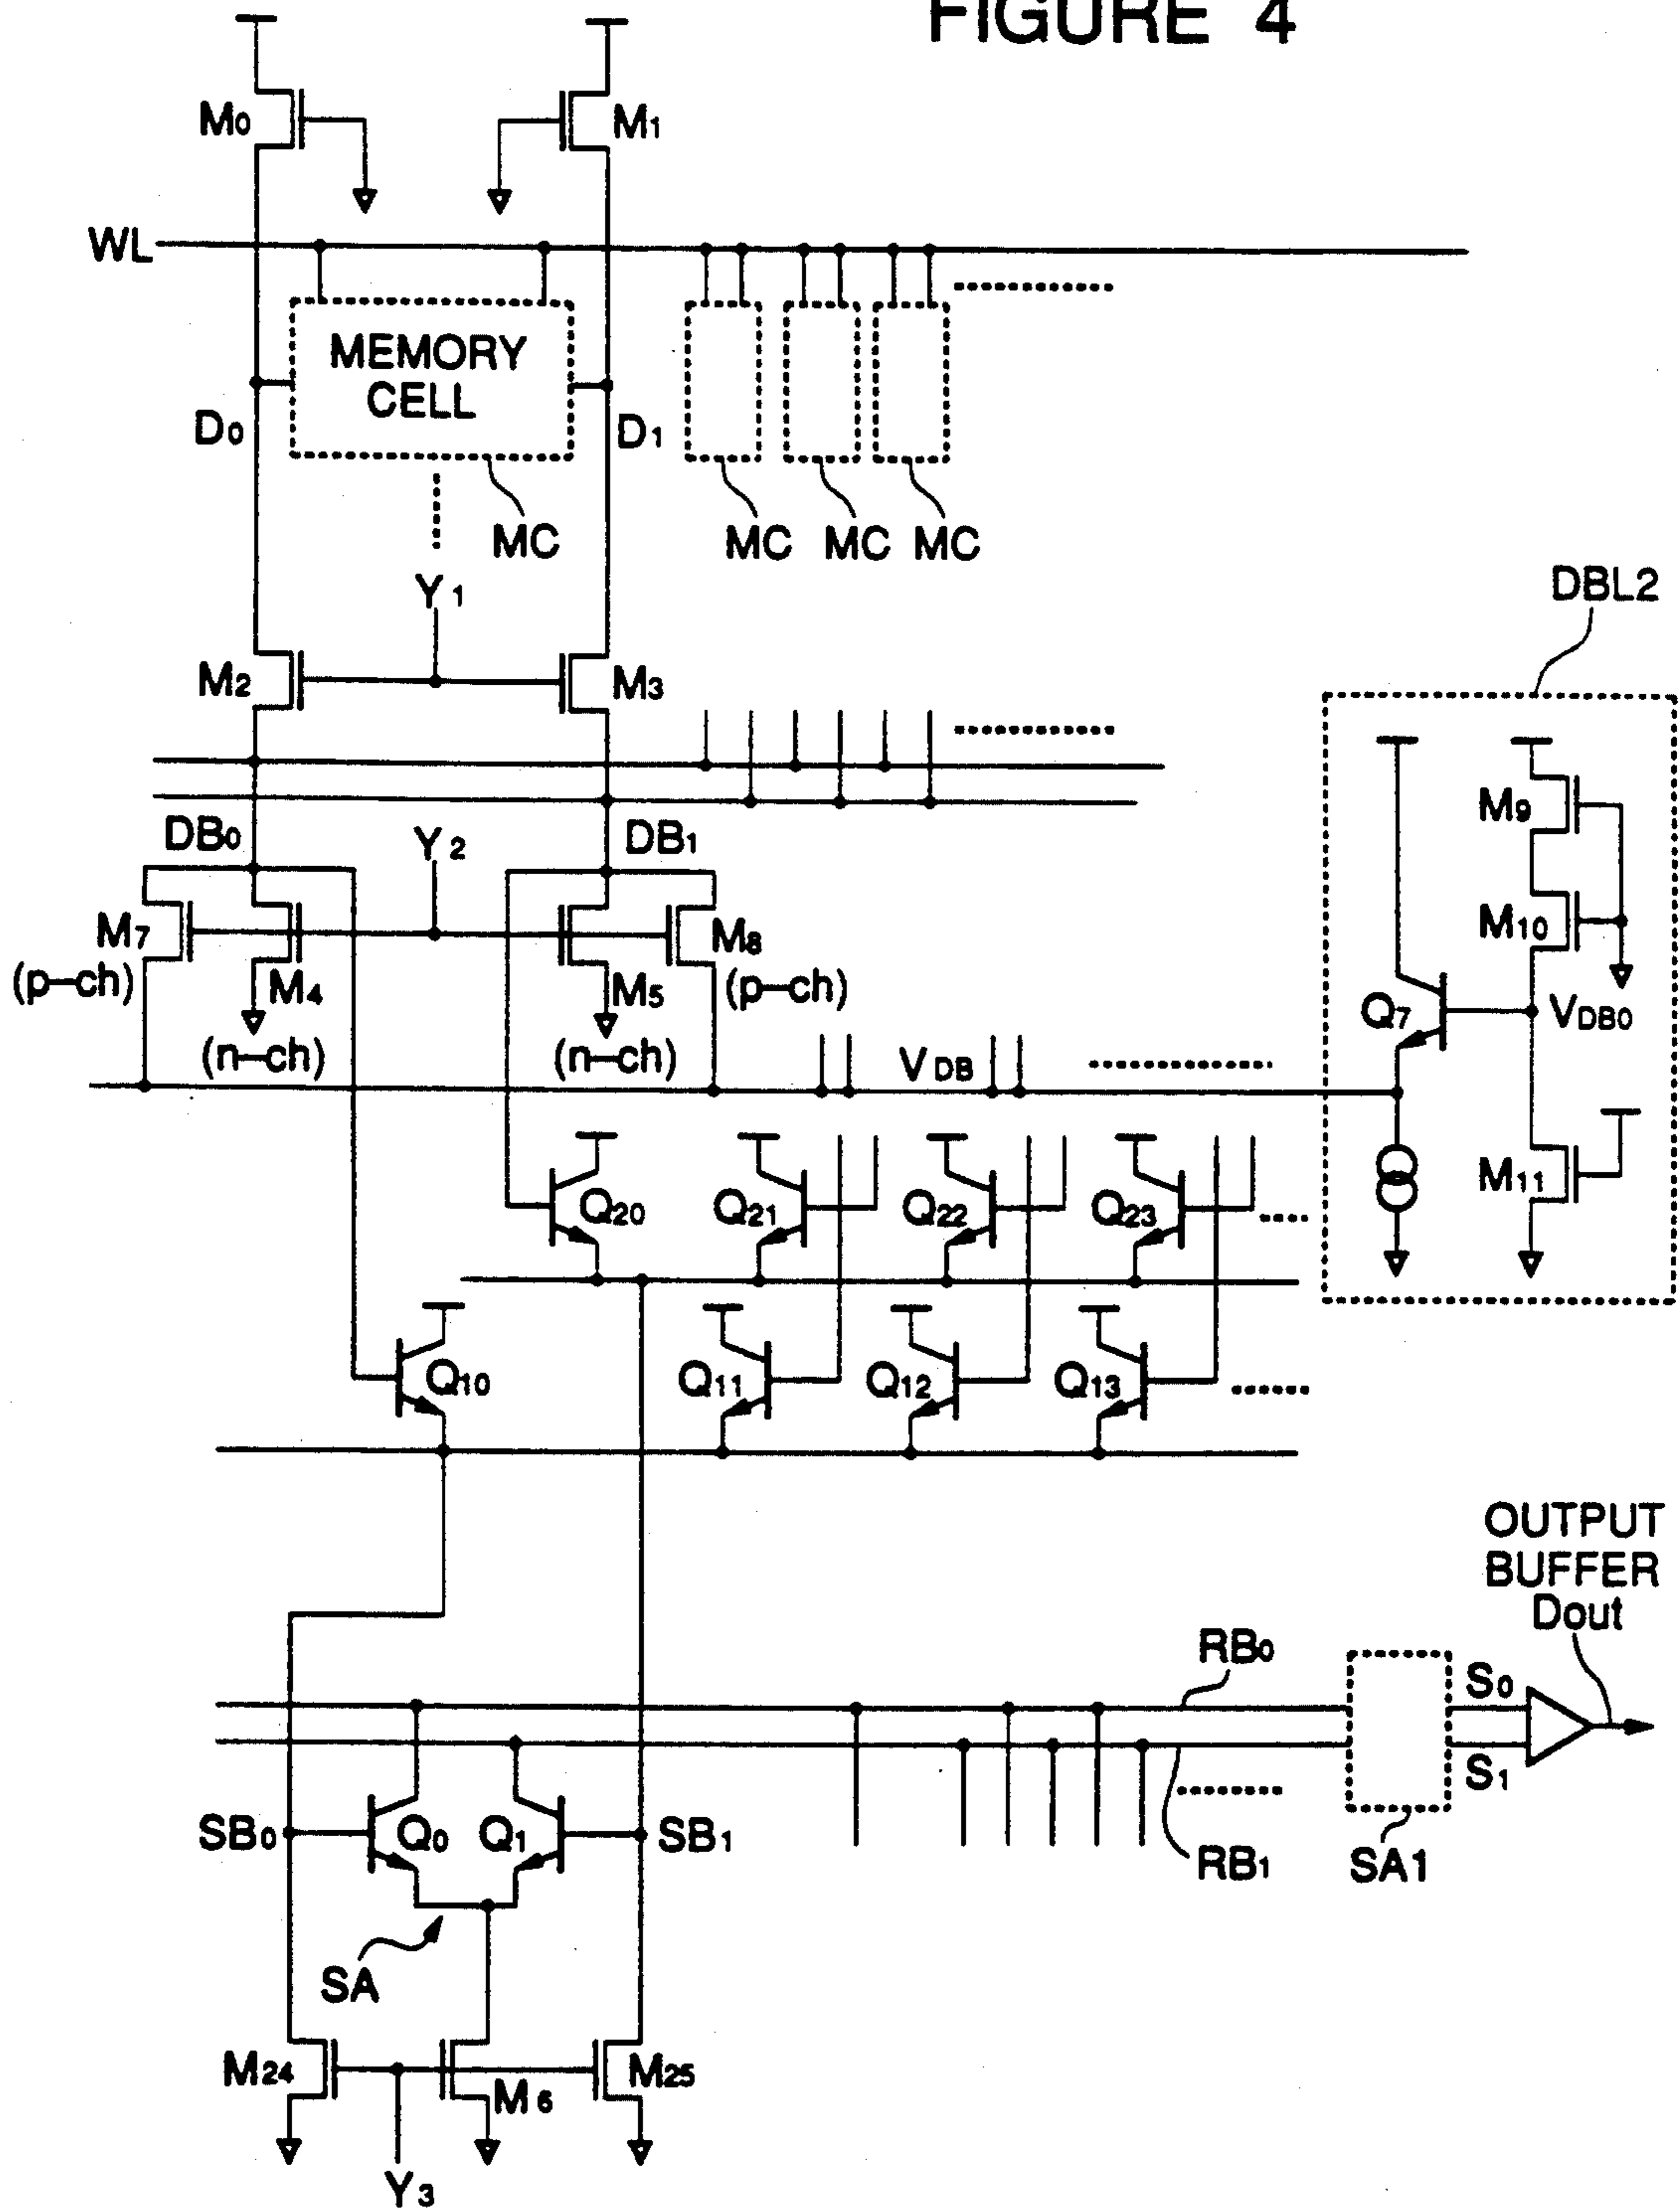 FIGURE 4
M0
M1
WL
MEMORY
CELL
D0
D1
MC
MC
MC
MC
Y1
DBL2
M2
M3
M9
DB0
Y2
DB1
M10
M7
(p-ch)
M4
(n-ch)
M5
(n-ch)
M8
(p-ch)
Q7
VDB0
VDB
M11
Q20
Q21
Q22
Q23
Q10
Q11
Q12
Q13
OUTPUT
BUFFER
Dout
RB0
S0
S1
SB0
Q0
Q1
SB1
RB1
SA1
SA
M24
M6
M25
Y3